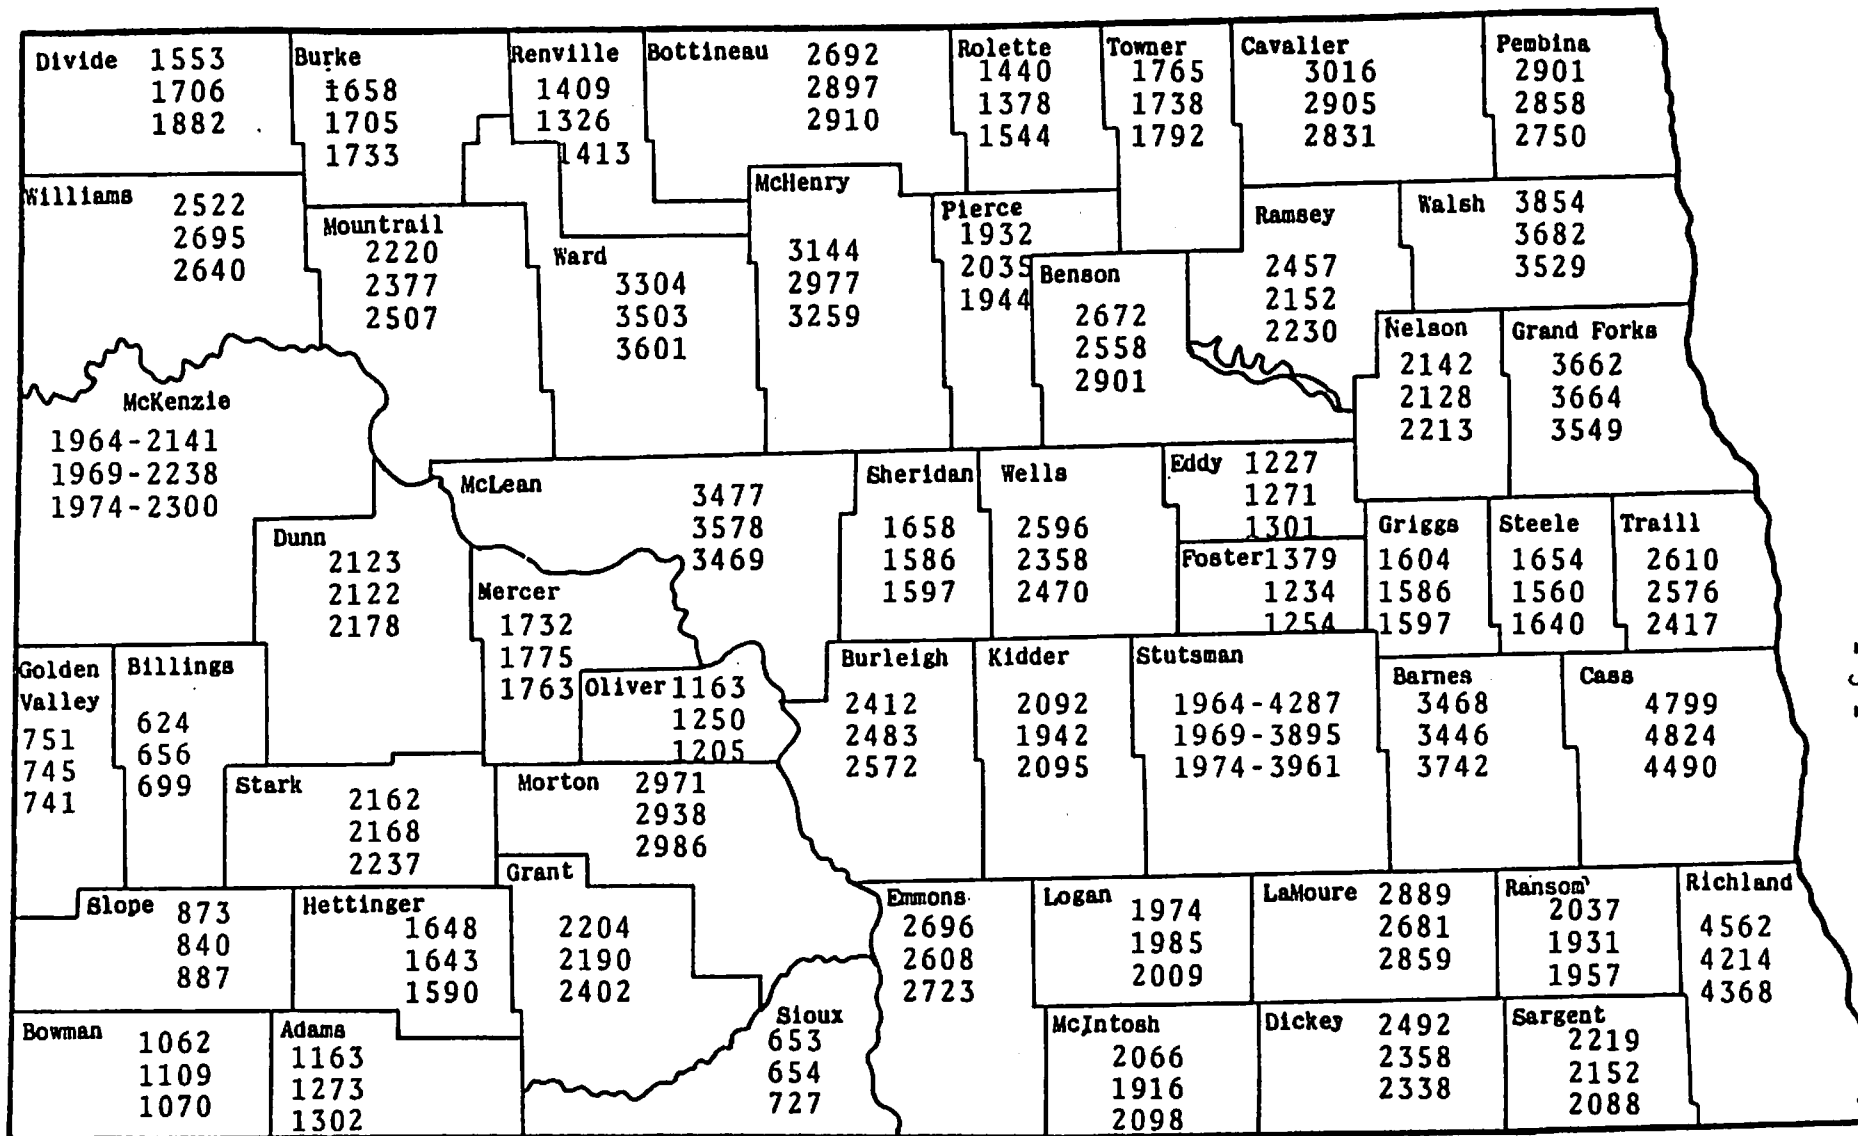 Divide 1553
1706
1882
Burke
1658
1705
1733
Renville
1409
1326
1413
Bottineau 2692
2897
2910
Rolette
1440
1378
1544
Towner
1765
1738
1792
Cavalier
3016
2905
2831
Pembina
2901
2858
2750
Williams 2522
2695
2640
Mountrail
2220
2377
2507
Ward
3304
3503
3601
McHenry
3144
2977
3259
Pierce
1932
2035
1944
Benson
2672
2558
2901
Ramsey
2457
2152
2230
Walsh 3854
3682
3529
Nelson
2142
2128
2213
Grand Forks
3662
3664
3549
McKenzie
1964-2141
1969-2238
1974-2300
Dunn
2123
2122
2178
McLean
3477
3578
3469
Mercer
1732
1775
1763
Oliver 1163
1250
1205
Sheridan
1658
1586
1597
Wells
2596
2358
2470
Eddy 1227
1271
1301
Foster 1379
1234
1254
Griggs
1604
1586
1597
Steele
1654
1560
1640
Traill
2610
2576
2417
Golden
Valley
751
745
741
Billings
624
656
699
Stark
2162
2168
2237
Morton 2971
2938
2986
Burleigh
2412
2483
2572
Kidder
2092
1942
2095
Stutsman
1964-4287
1969-3895
1974-3961
Barnes
3468
3446
3742
Cass
4799
4824
4490
Slope 873
840
887
Hettinger
1648
1643
1590
Grant
2204
2190
2402
Emmons
2696
2608
2723
Logan 1974
1985
2009
LaMoure 2889
2681
2859
Ransom
2037
1931
1957
Richland
4562
4214
4368
Bowman
1062
1109
1070
Adams
1163
1273
1302
Sioux
653
654
727
McIntosh
2066
1916
2098
Dickey 2492
2358
2338
Sargent
2219
2152
2088